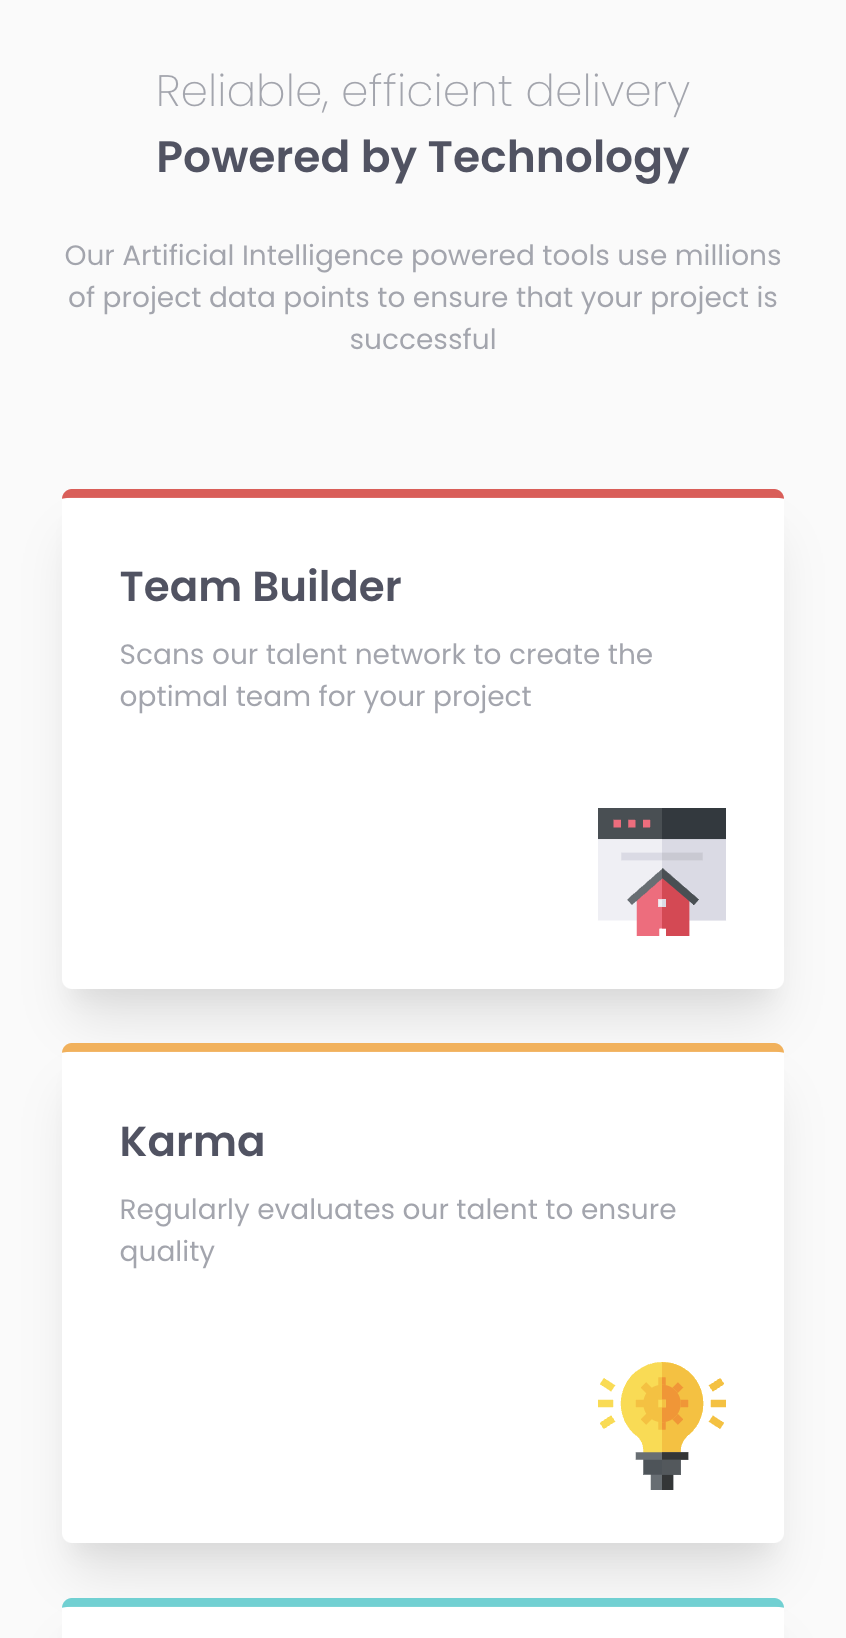 Reliable, efficient delivery
Powered by Technology
Our Artificial Intelligence powered tools use millions
of project data points to ensure that your project is
successful
Team Builder
Scans our talent network to create the
optimal team for your project
Karma
Regularly evaluates our talent to ensure
quality